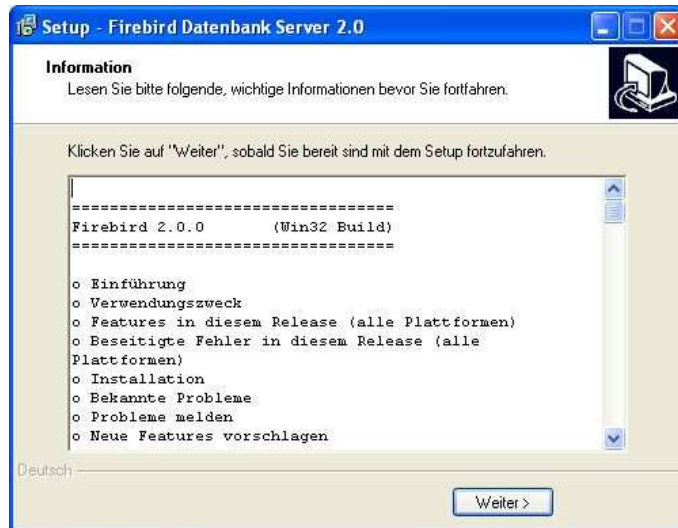 Setup - Firebird Datenbank Server 2.0
Information
Lesen Sie bitte folgende, wichtige Informationen bevor Sie fortfahren.
Klicken Sie auf "Weiter", sobald Sie bereit sind mit dem Setup fortzufahren.
==================================
Firebird 2.0.0 (Win32 Build)
==================================
o Einführung
o Verwendungszweck
o Features in diesem Release (alle Plattformen)
o Beseitigte Fehler in diesem Release (alle
Plattformen)
o Installation
o Bekannte Probleme
o Probleme melden
o Neue Features vorschlagen
Deutsch
Weiter >